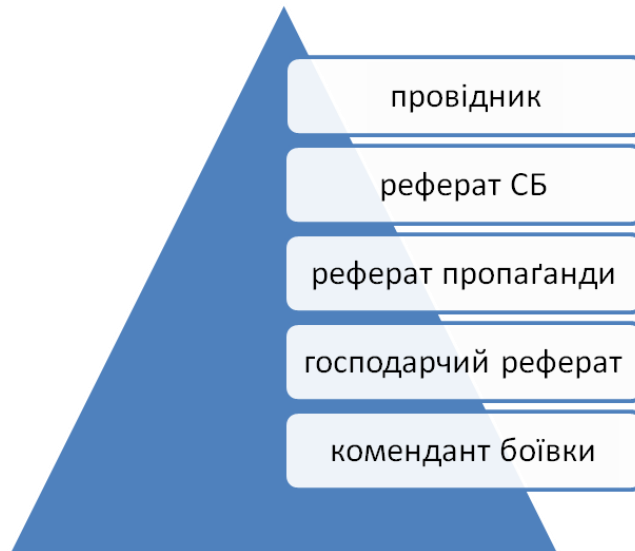 провідник
реферат СБ
реферат пропаґанди
господарчий реферат
комендант боївки